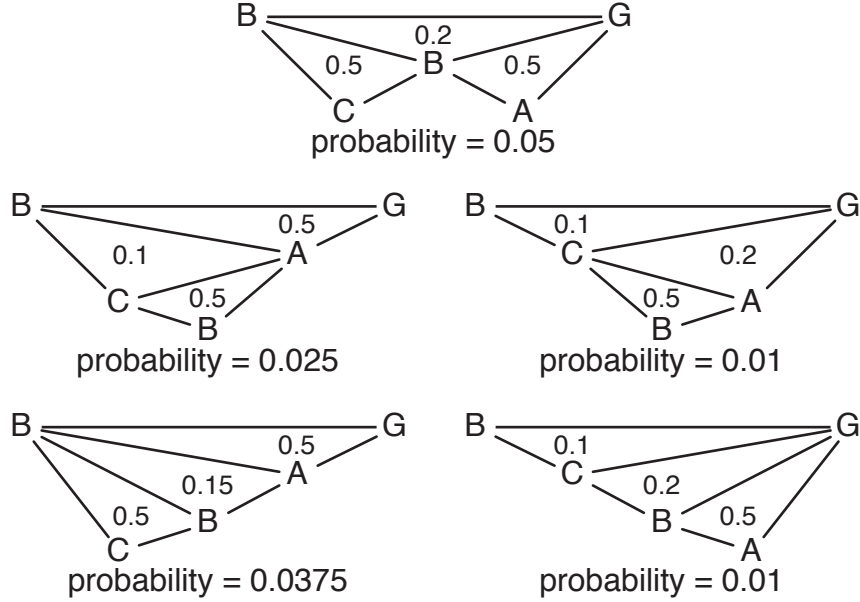 B G
0.2
0.5 B 0.5
C A
probability = 0.05
B G
0.5
A
0.1
C 0.5
B
probability = 0.025
B G
0.1
C 0.2
0.5 A
B
probability = 0.01
B G
0.5
A
0.15
0.5 B
C
probability = 0.0375
B G
0.1
C
0.2
B 0.5
A
probability = 0.01